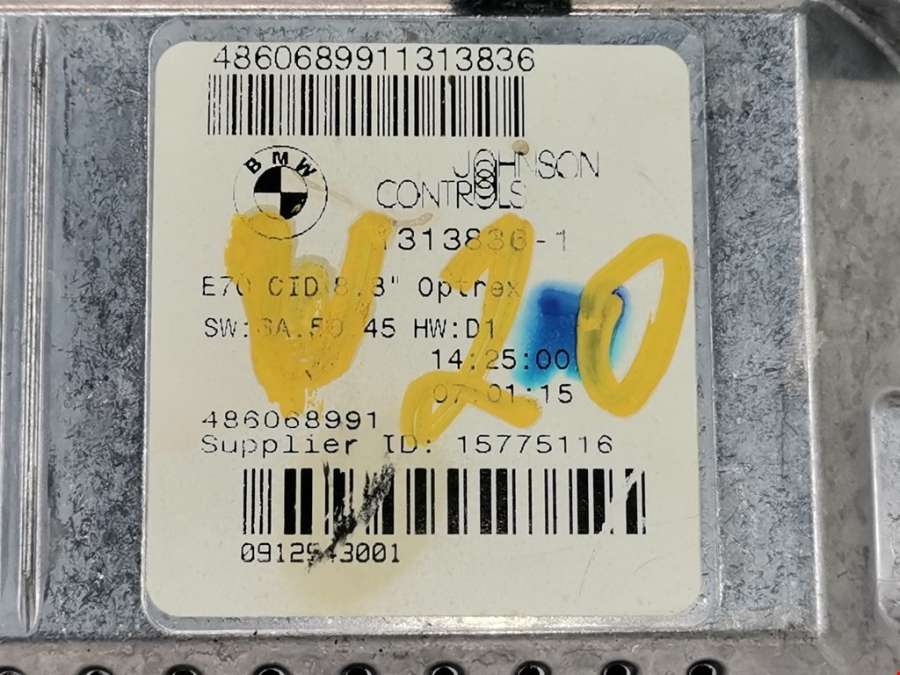 4860689911313836
BMW
JOHNSON
CONTROLS
1313836-1
E70 CID 8.8" Optrex
SW: 45 HW:D1
14:25:00
07:01:15
486068991
Supplier ID: 15775116
V20